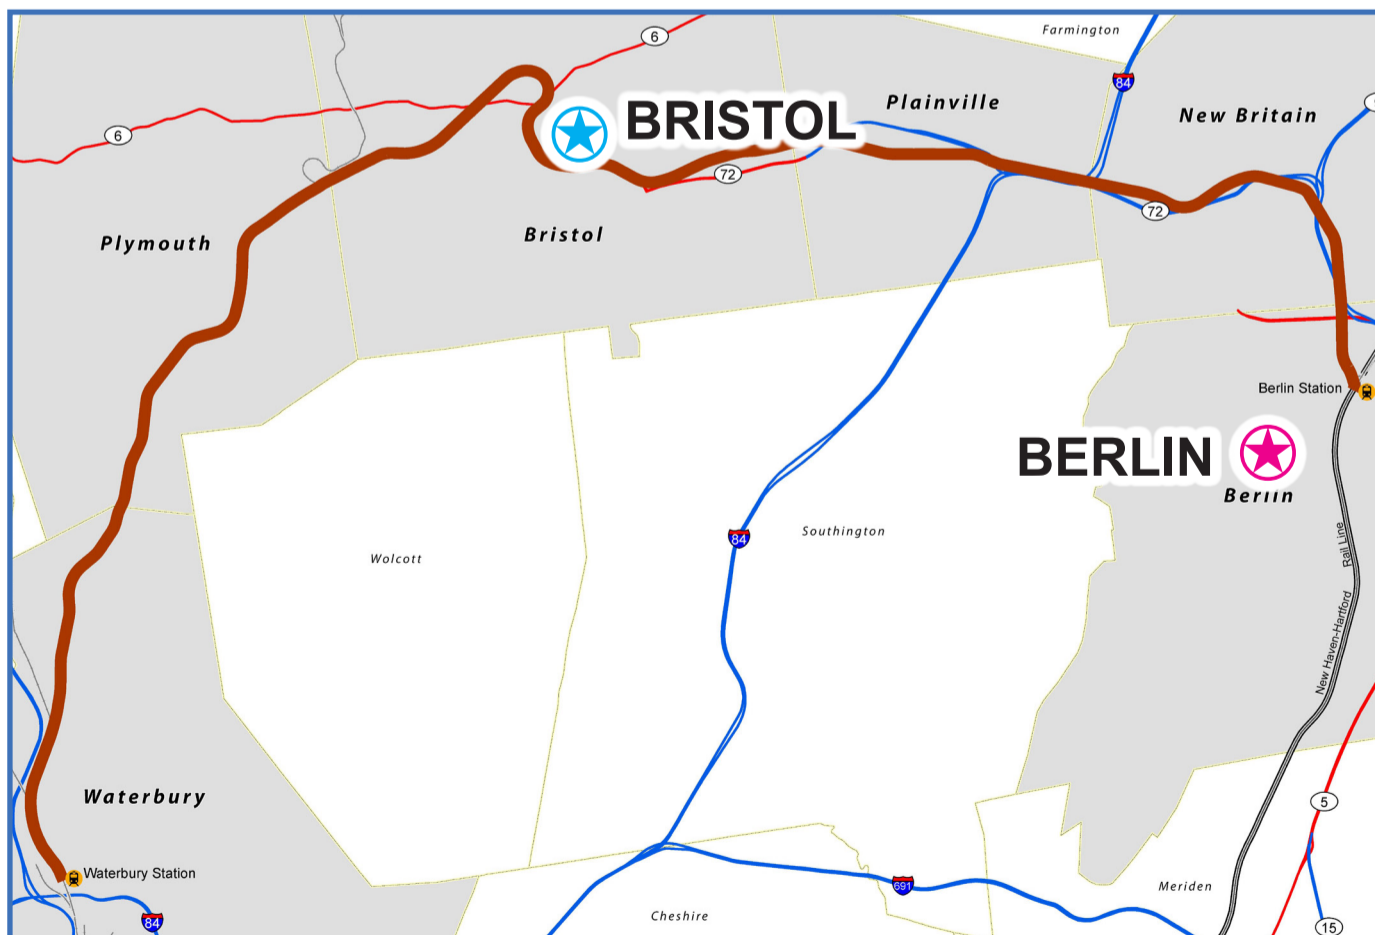 Farmington
6
84
BRISTOL
Plainville
New Britain
6
72
72
Plymouth
Bristol
Berlin Station
BERLIN
Berlin
84
Southington
Wolcott
New Haven-Hartford Rail Line
Waterbury
5
Waterbury Station
691
Meriden
84
Cheshire
15